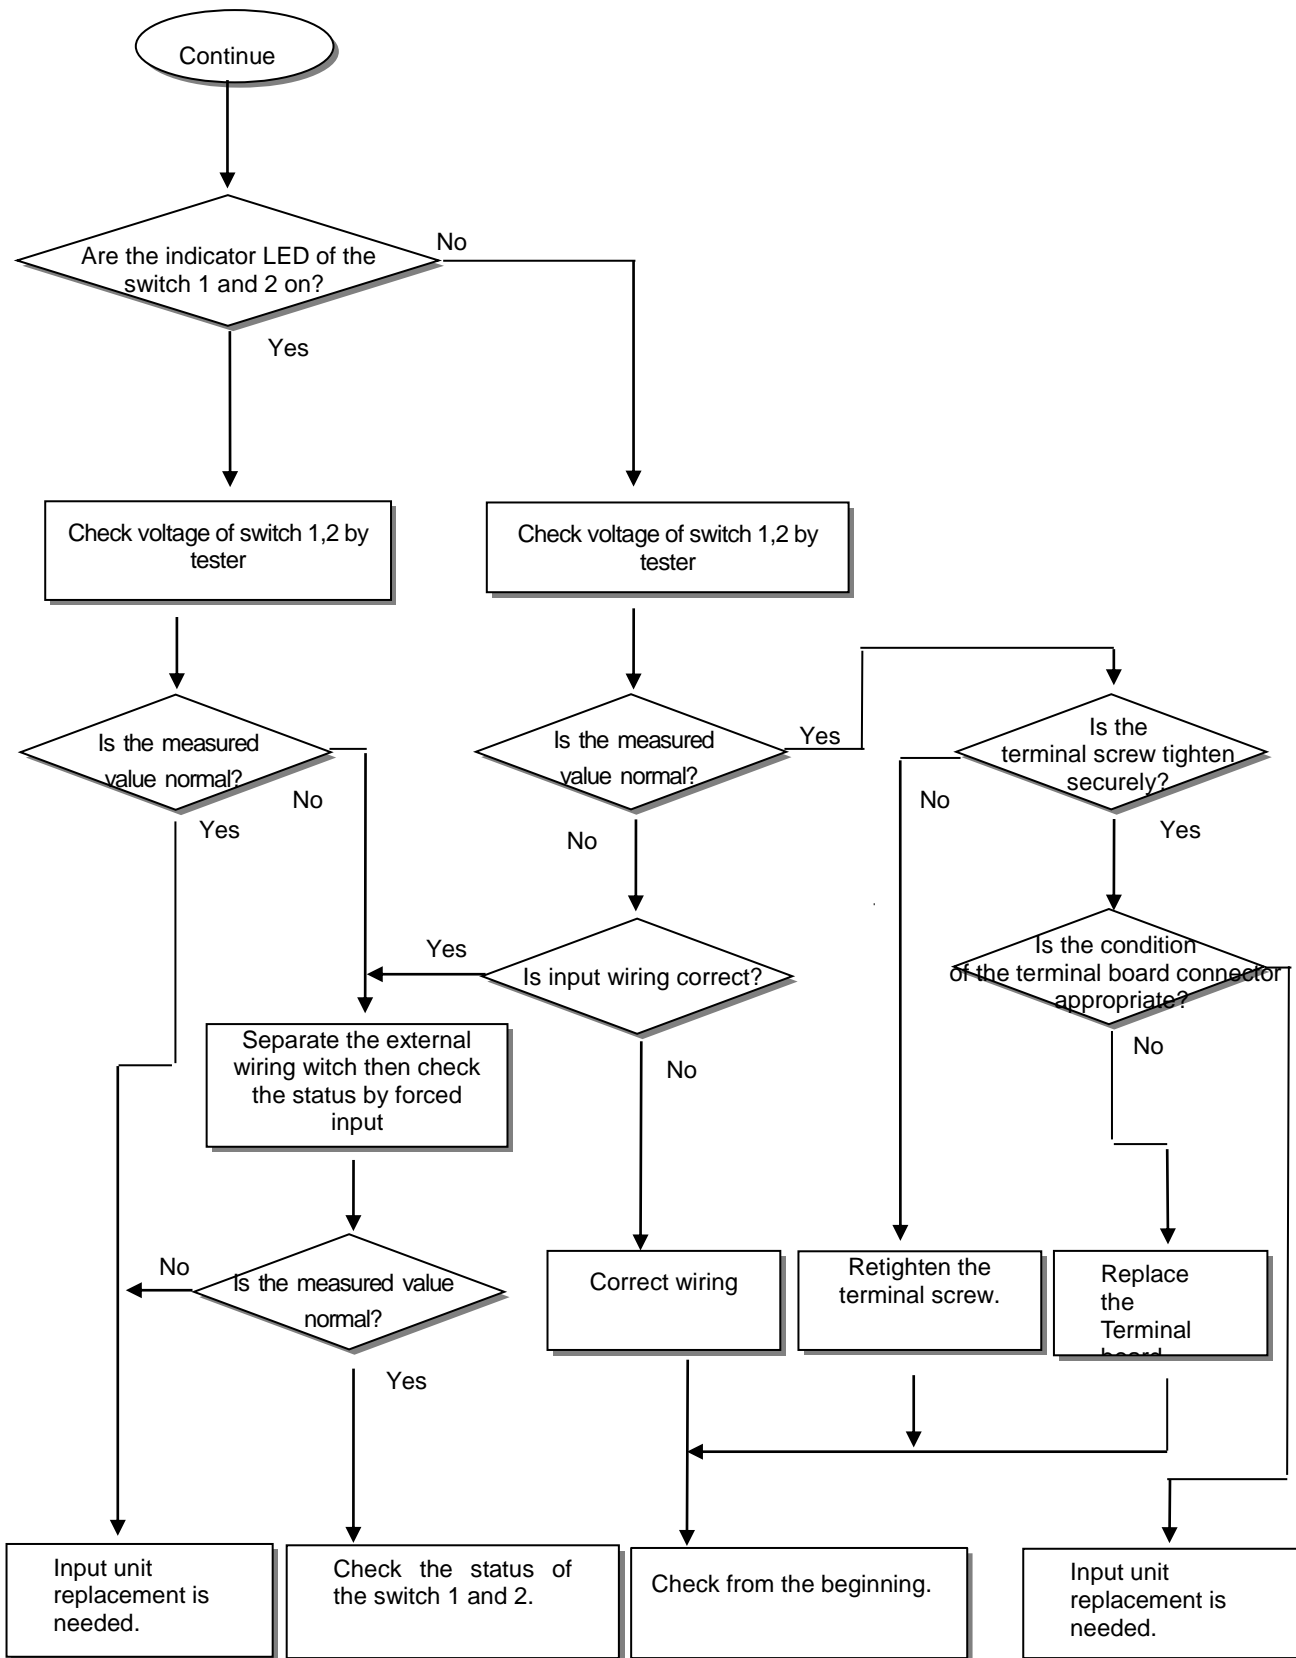 Continue
Are the indicator LED of the
switch 1 and 2 on?
No
Yes
Check voltage of switch 1,2 by
tester
Check voltage of switch 1,2 by
tester
Is the measured
value normal?
No
Yes
Is the measured
value normal?
Yes
No
Is the
terminal screw tighten
securely?
No
Yes
Is input wiring correct?
Yes
No
Is the condition
of the terminal board connector
appropriate?
No
Separate the external
wiring witch then check
the status by forced
input
Is the measured value
normal?
No
Yes
Correct wiring
Retighten the
terminal screw.
Replace
the
Terminal
board
Input unit
replacement is
needed.
Check the status of
the switch 1 and 2.
Check from the beginning.
Input unit
replacement is
needed.